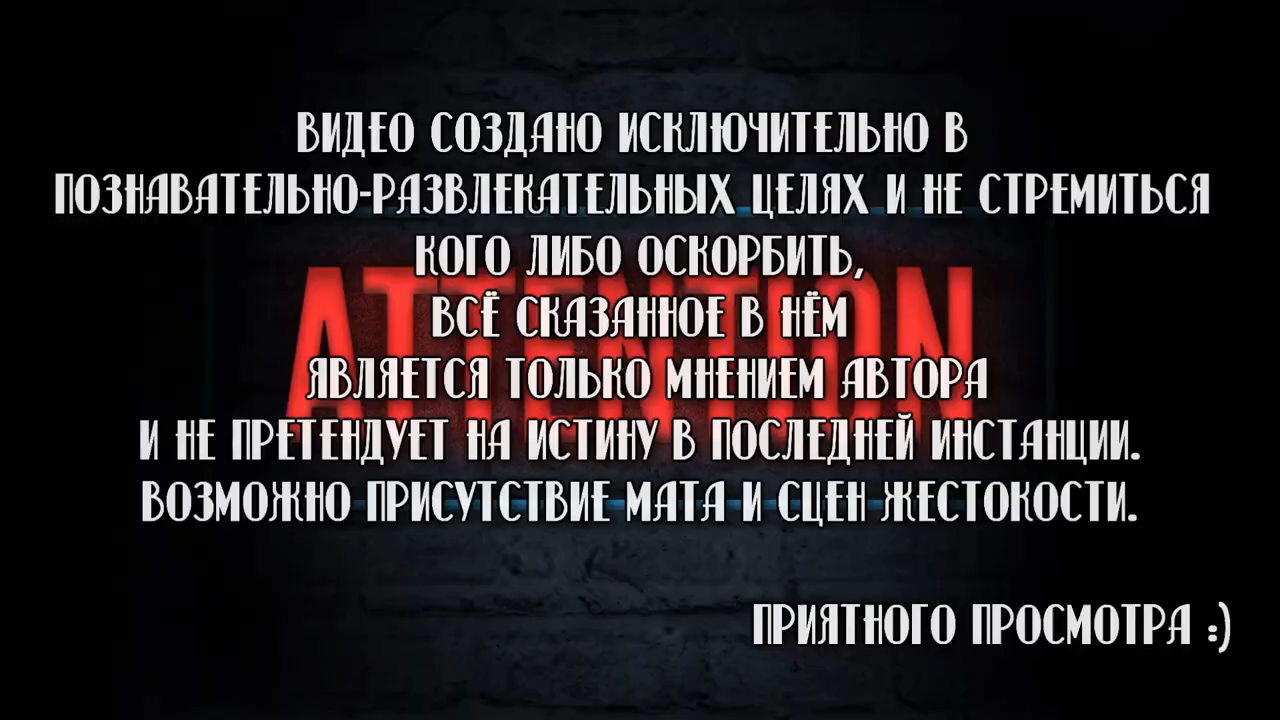 ВИДЕО СОЗДАНО ИСКЛЮЧИТЕЛЬНО В
ПОЗНАВАТЕЛЬНО-РАЗВЛЕКАТЕЛЬНЫХ ЦЕЛЯХ И НЕ СТРЕМИТЬСЯ
КОГО ЛИБО ОСКОРБИТЬ,
ВСЁ СКАЗАННОЕ В НЁМ
ЯВЛЯЕТСЯ ТОЛЬКО МНЕНИЕМ АВТОРА
И НЕ ПРЕТЕНДУЕТ НА ИСТИНУ В ПОСЛЕДНЕЙ ИНСТАНЦИИ.
ВОЗМОЖНО ПРИСУТСТВИЕ МАТА И СЦЕН ЖЕСТОКОСТИ.
ПРИЯТНОГО ПРОСМОТРА :)
ATTENTION